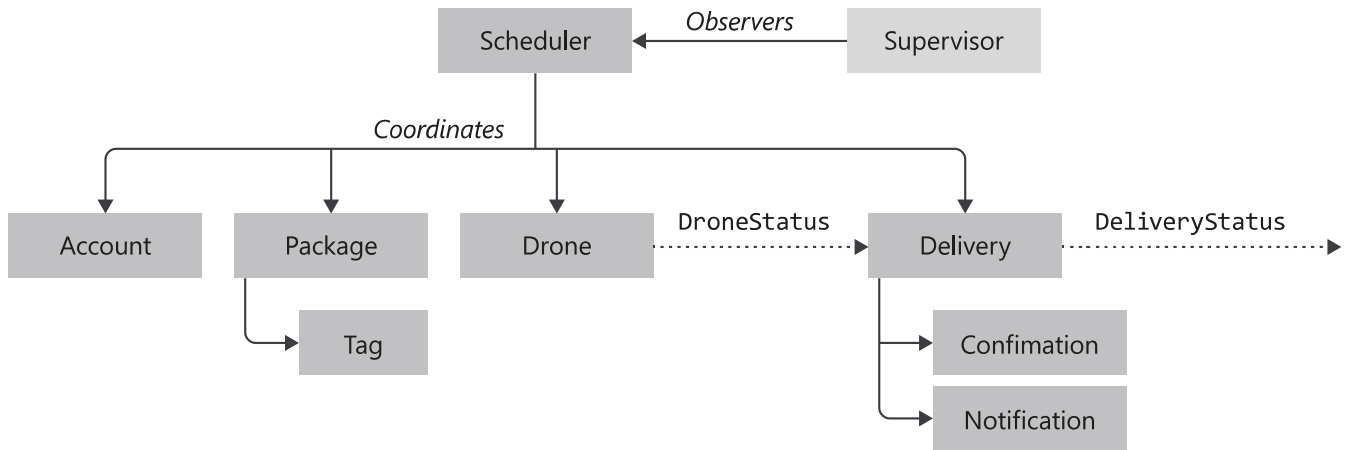 Scheduler
Observers
Supervisor
Coordinates
Account
Package
Drone
DroneStatus
Delivery
DeliveryStatus
Tag
Confimation
Notification